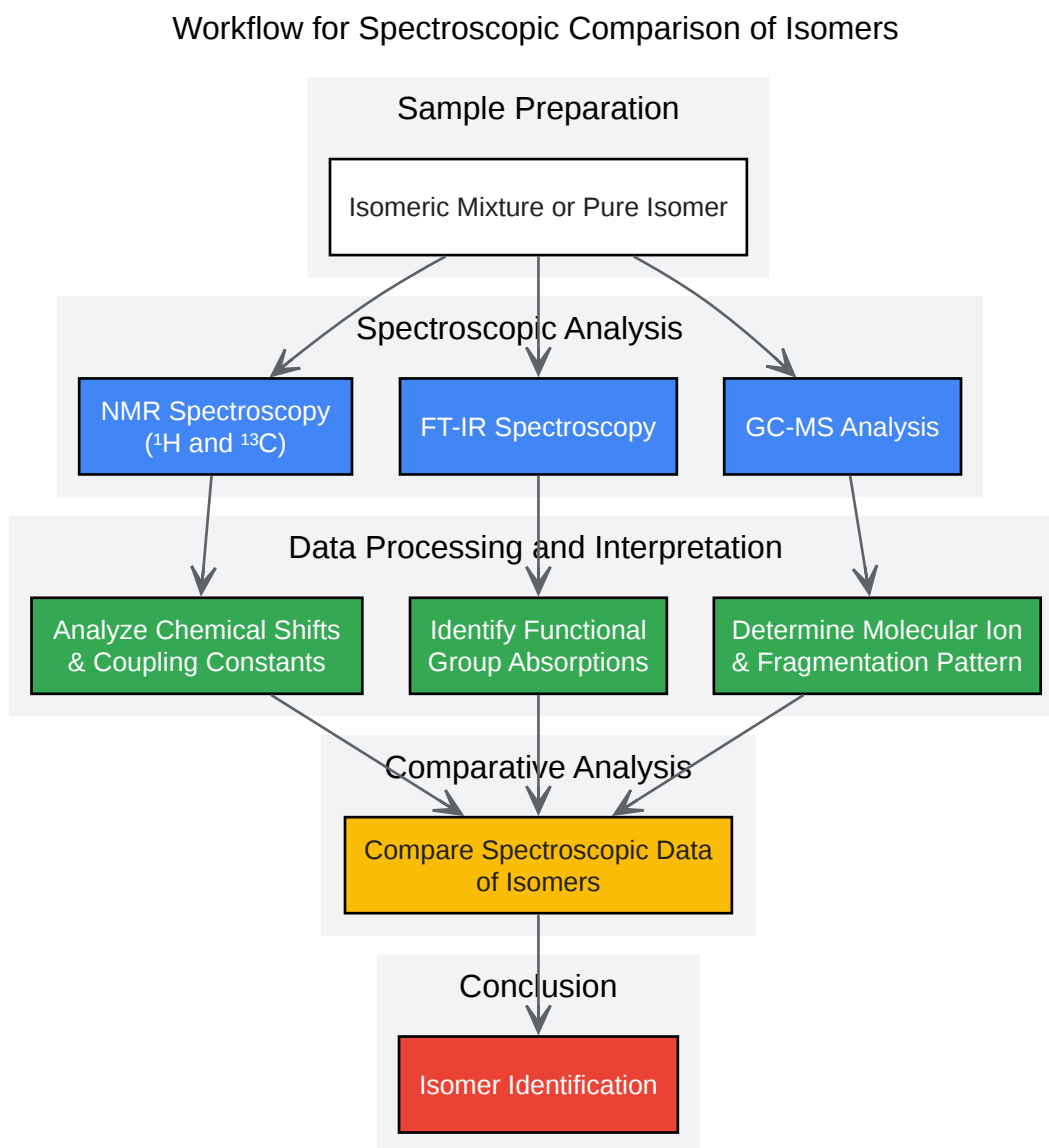 Workflow for Spectroscopic Comparison of Isomers
Sample Preparation
Isomeric Mixture or Pure Isomer
Spectroscopic Analysis
NMR Spectroscopy
(¹H and ¹³C)
FT-IR Spectroscopy
GC-MS Analysis
Data Processing and Interpretation
Analyze Chemical Shifts
& Coupling Constants
Identify Functional
Group Absorptions
Determine Molecular Ion
& Fragmentation Pattern
Comparative Analysis
Compare Spectroscopic Data
of Isomers
Conclusion
Isomer Identification